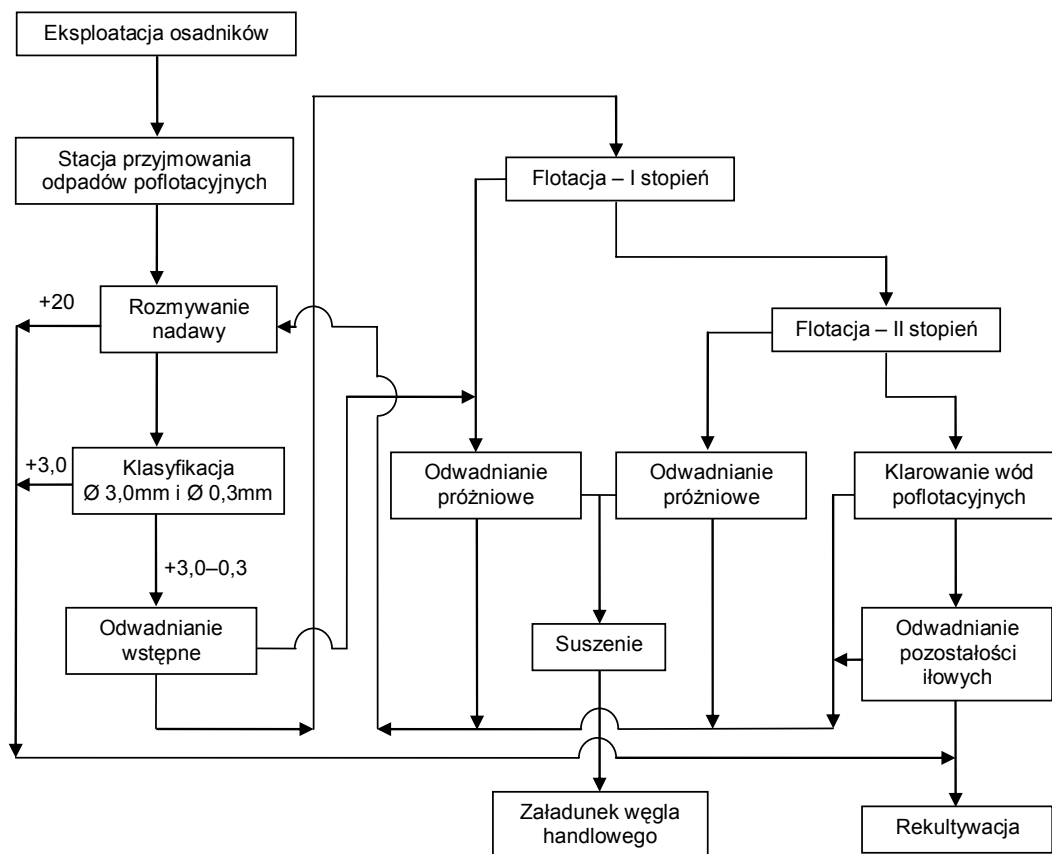 Eksploatacja osadników
Stacja przyjmowania
odpadów poflotacyjnych
Flotacja – I stopień
+20
Rozmywanie
nadawy
Flotacja – II stopień
+3,0
Klasyfikacja
Ø 3,0mm i Ø 0,3mm
Odwadnianie
próżniowe
Odwadnianie
próżniowe
Klarowanie wód
poflotacyjnych
+3,0–0,3
Odwadnianie
wstępne
Suszenie
Odwadnianie
pozostałości
iłowych
Załadunek węgla
handlowego
Rekultywacja